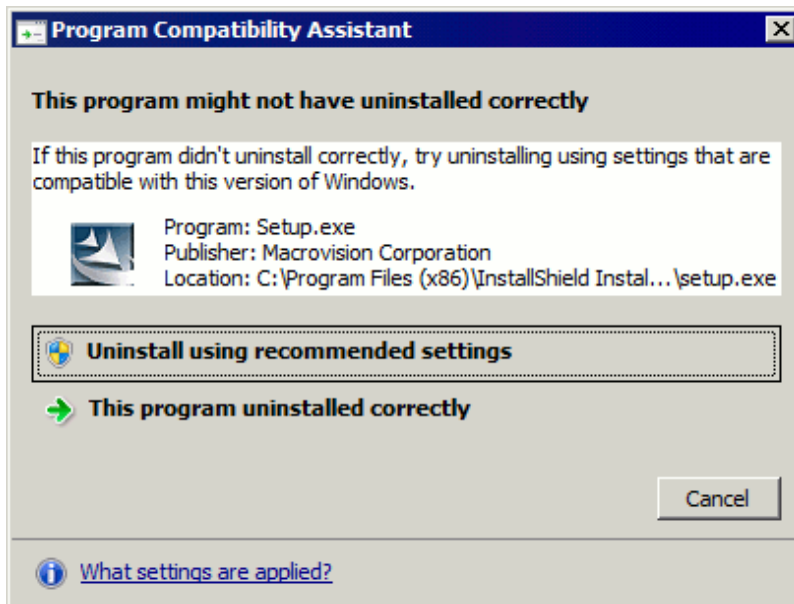 Program Compatibility Assistant
This program might not have uninstalled correctly
If this program didn't uninstall correctly, try uninstalling using settings that are
compatible with this version of Windows.
Program: Setup.exe
Publisher: Macrovision Corporation
Location: C:\Program Files (x86)\InstallShield Instal...\setup.exe
Uninstall using recommended settings
This program uninstalled correctly
Cancel
What settings are applied?